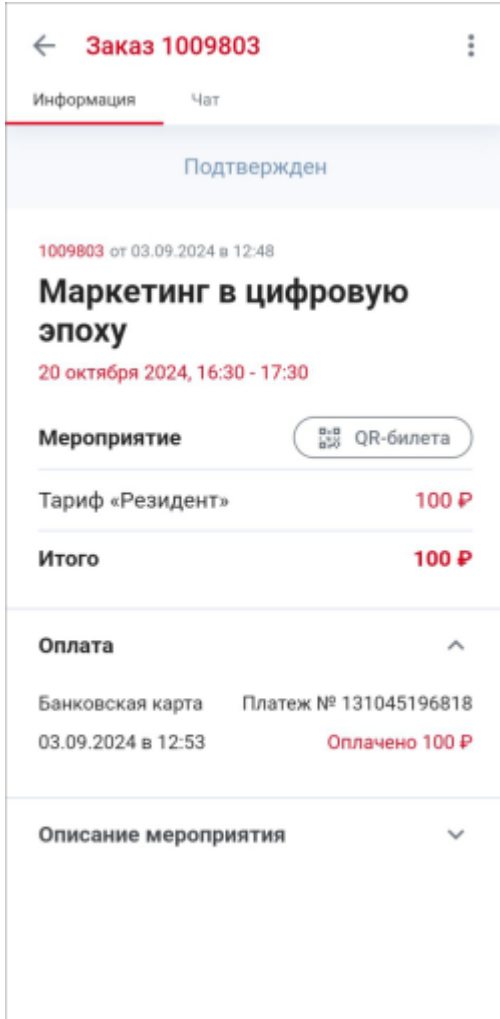 Заказ 1009803
Информация Чат
Подтвержден
1009803 от 03.09.2024 в 12:48
Маркетинг в цифровую
эпоху
20 октября 2024, 16:30 - 17:30
Мероприятие QR-билета
Тариф «Резидент» 100 ₽
Итого 100 ₽
Оплата
Банковская карта Платеж № 131045196818
03.09.2024 в 12:53 Оплачено 100 ₽
Описание мероприятия